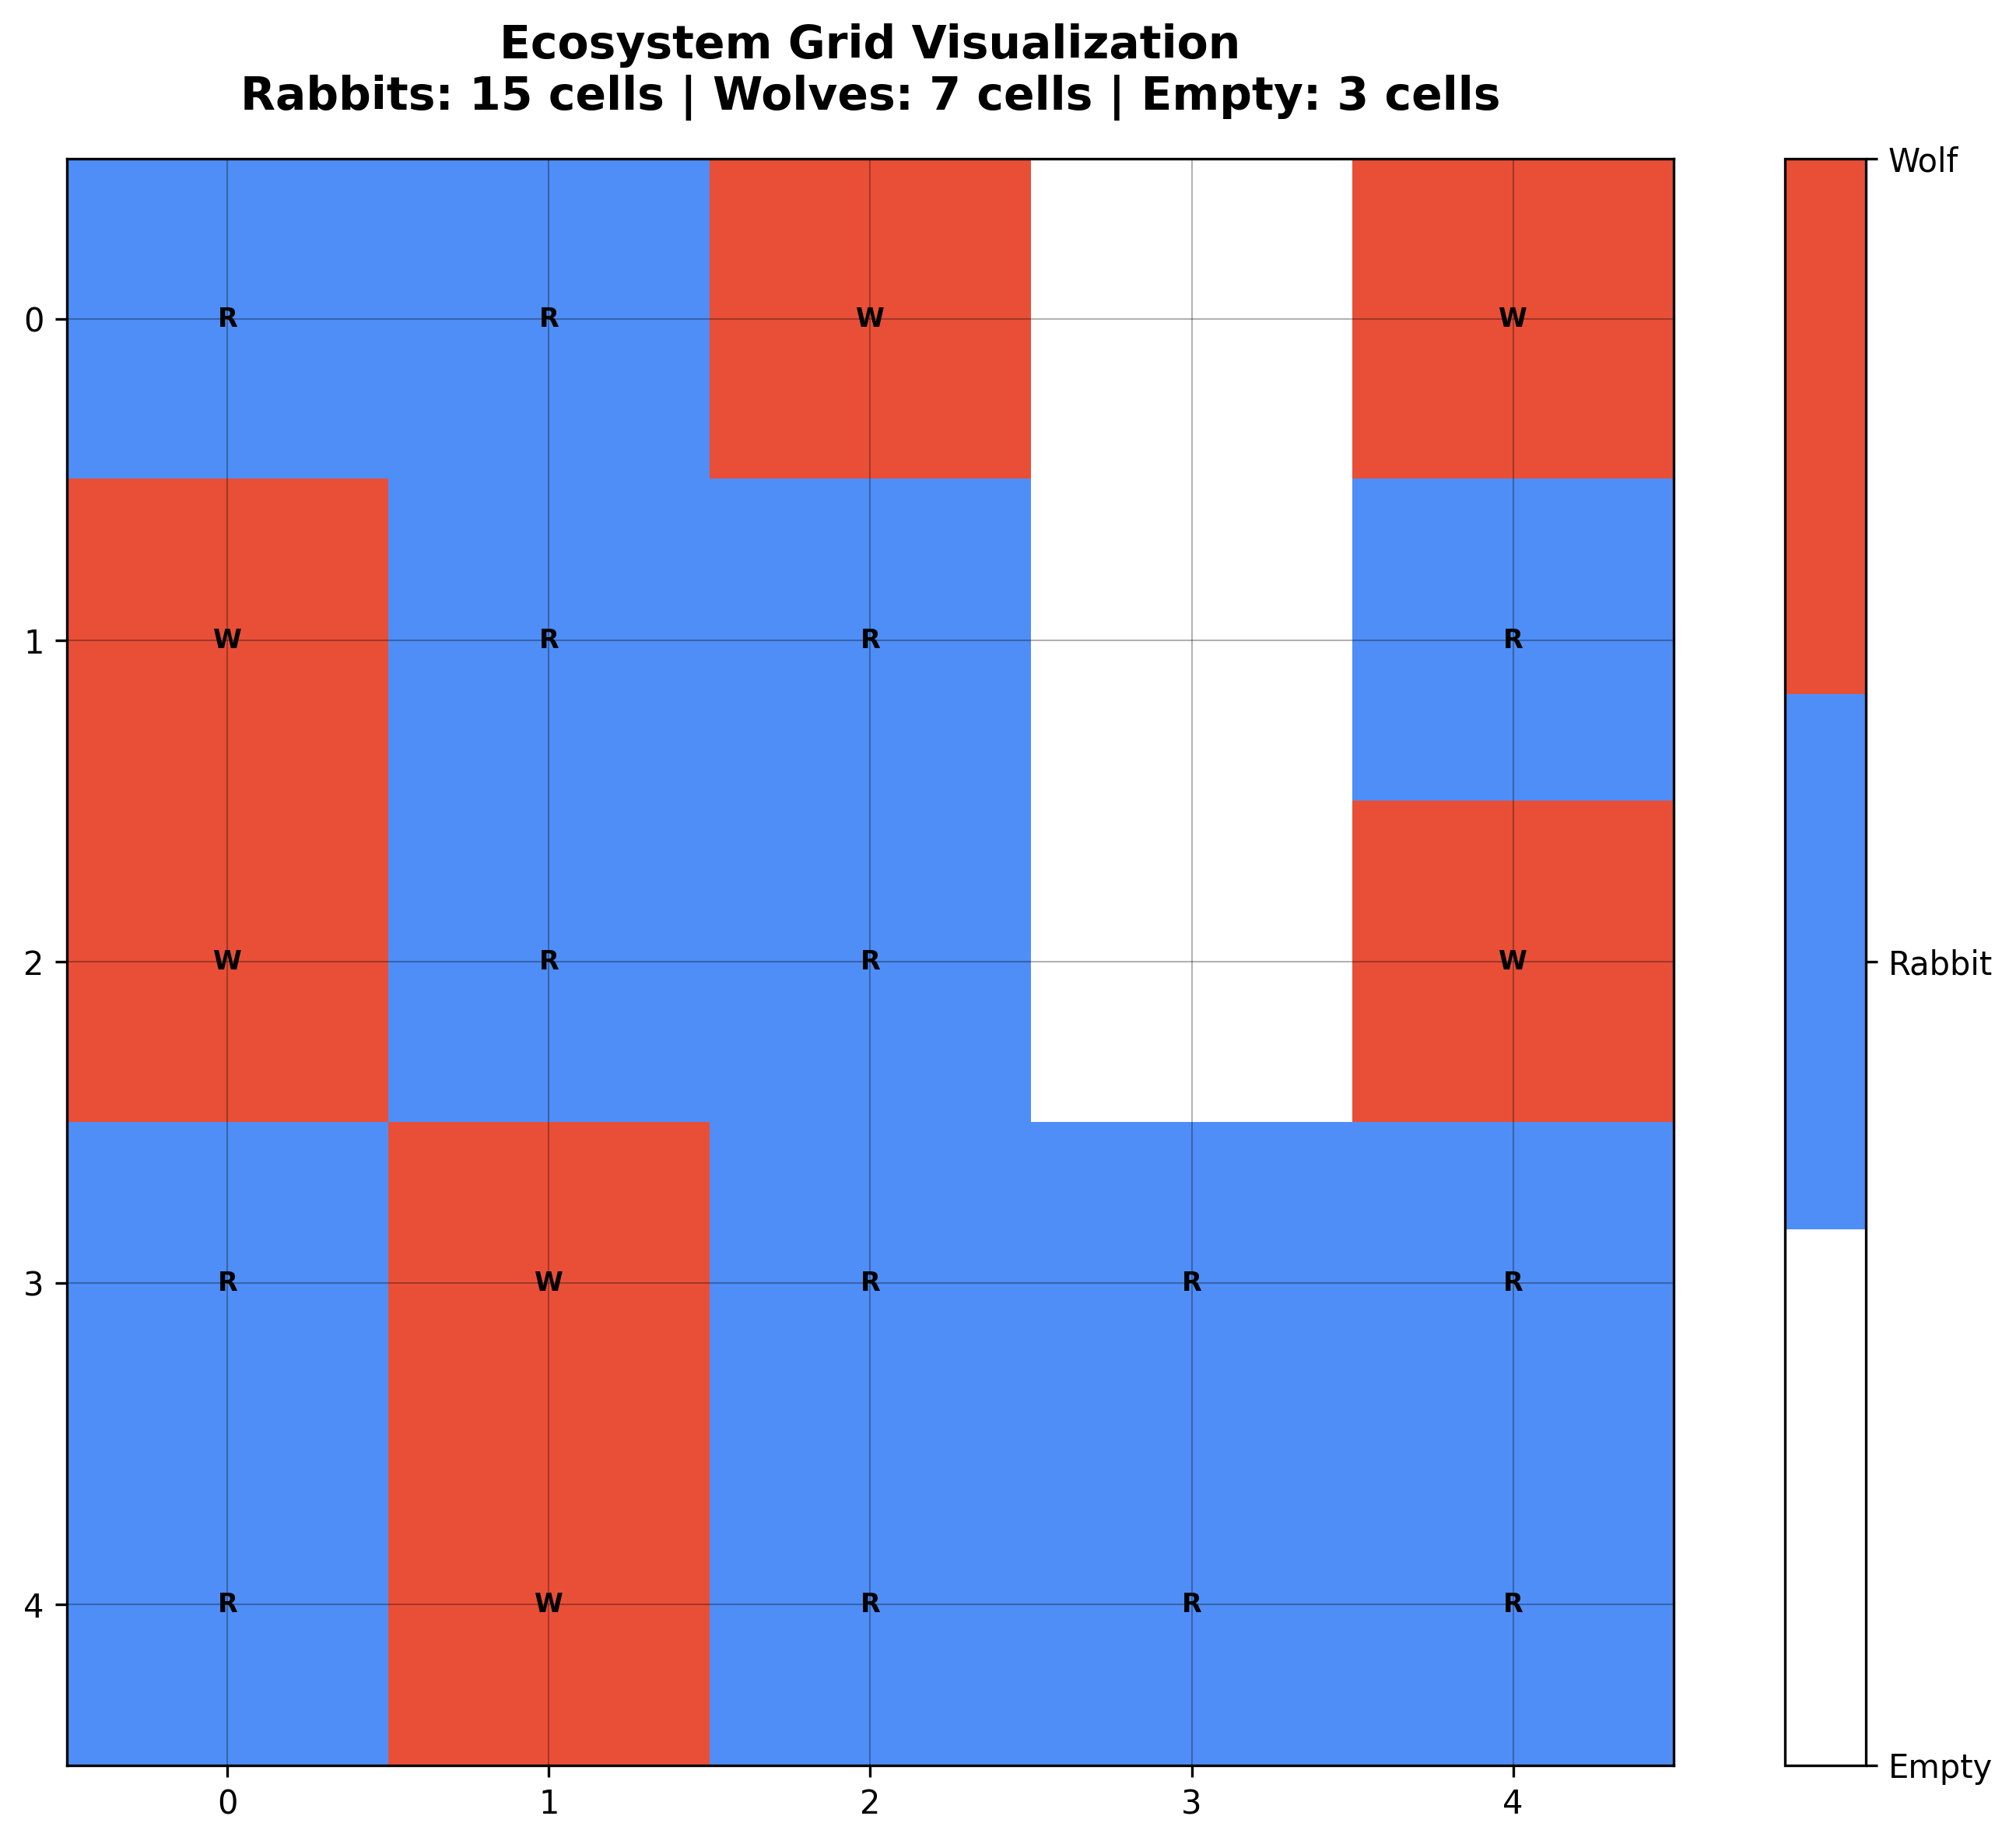 Ecosystem Grid Visualization
Rabbits: 15 cells | Wolves: 7 cells | Empty: 3 cells
Wolf
0 R R W W
1 W R R R
2 W R R W
Rabbit
3 R W R R R
4 R W R R R
Empty
0 1 2 3 4